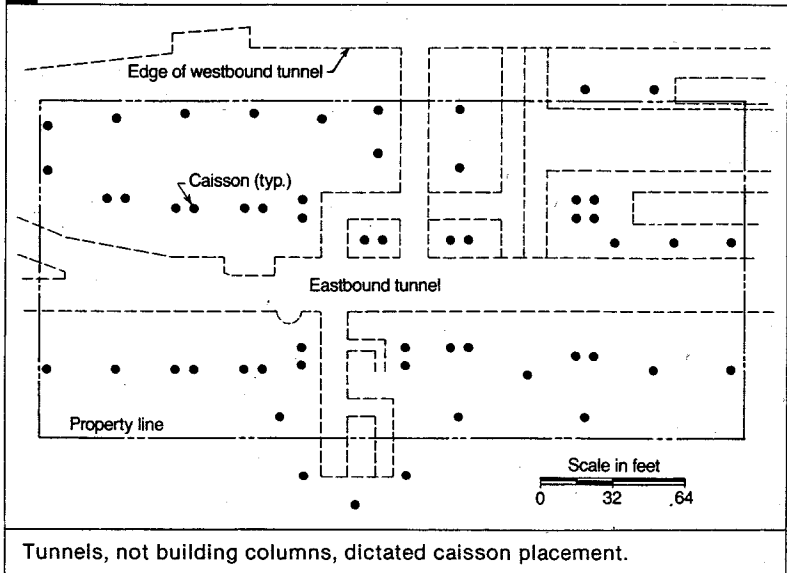 Edge of westbound tunnel
Caisson (typ.)
Eastbound tunnel
Property line
Scale in feet
0 32 .64
Tunnels, not building columns, dictated caisson placement.